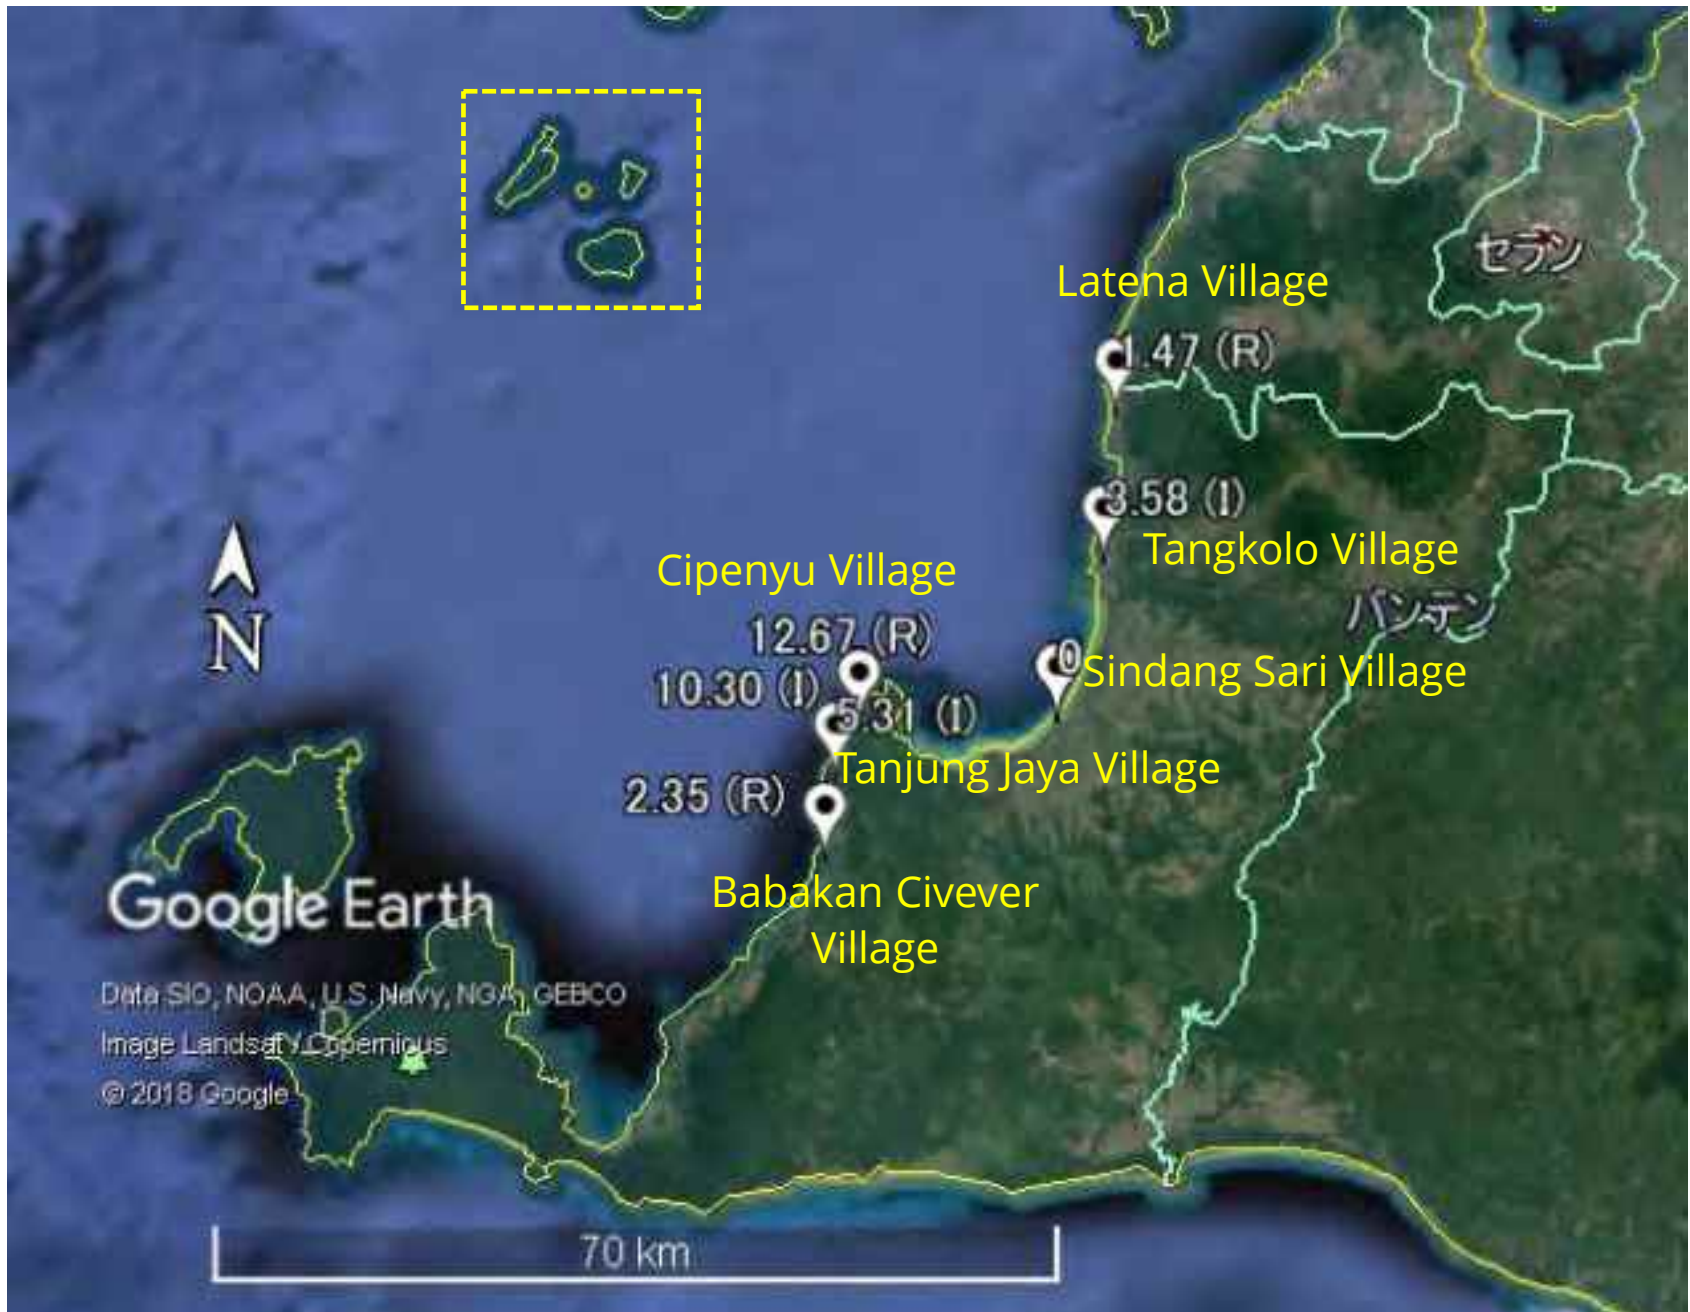 Latena Village
セラン
1.47 (R)
3.58 (I)
Tangkolo Village
Cipenyu Village
バンテン
12.67 (R)
0
Sindang Sari Village
10.30 (I)
5.31 (I)
Tanjung Jaya Village
2.35 (R)
N
Babakan Civever
Village
Google Earth
Data SIO, NOAA, U.S. Navy, NGA, GEBCO
Image Landsat / Copernicus
© 2018 Google
70 km